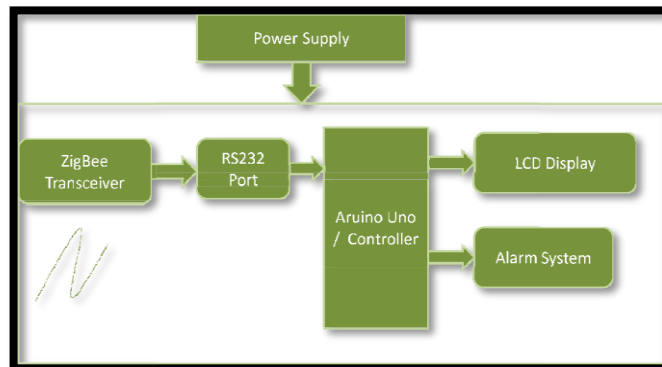 Power Supply
ZigBee
Transceiver
RS232
Port
Aruino Uno
/ Controller
LCD Display
Alarm System